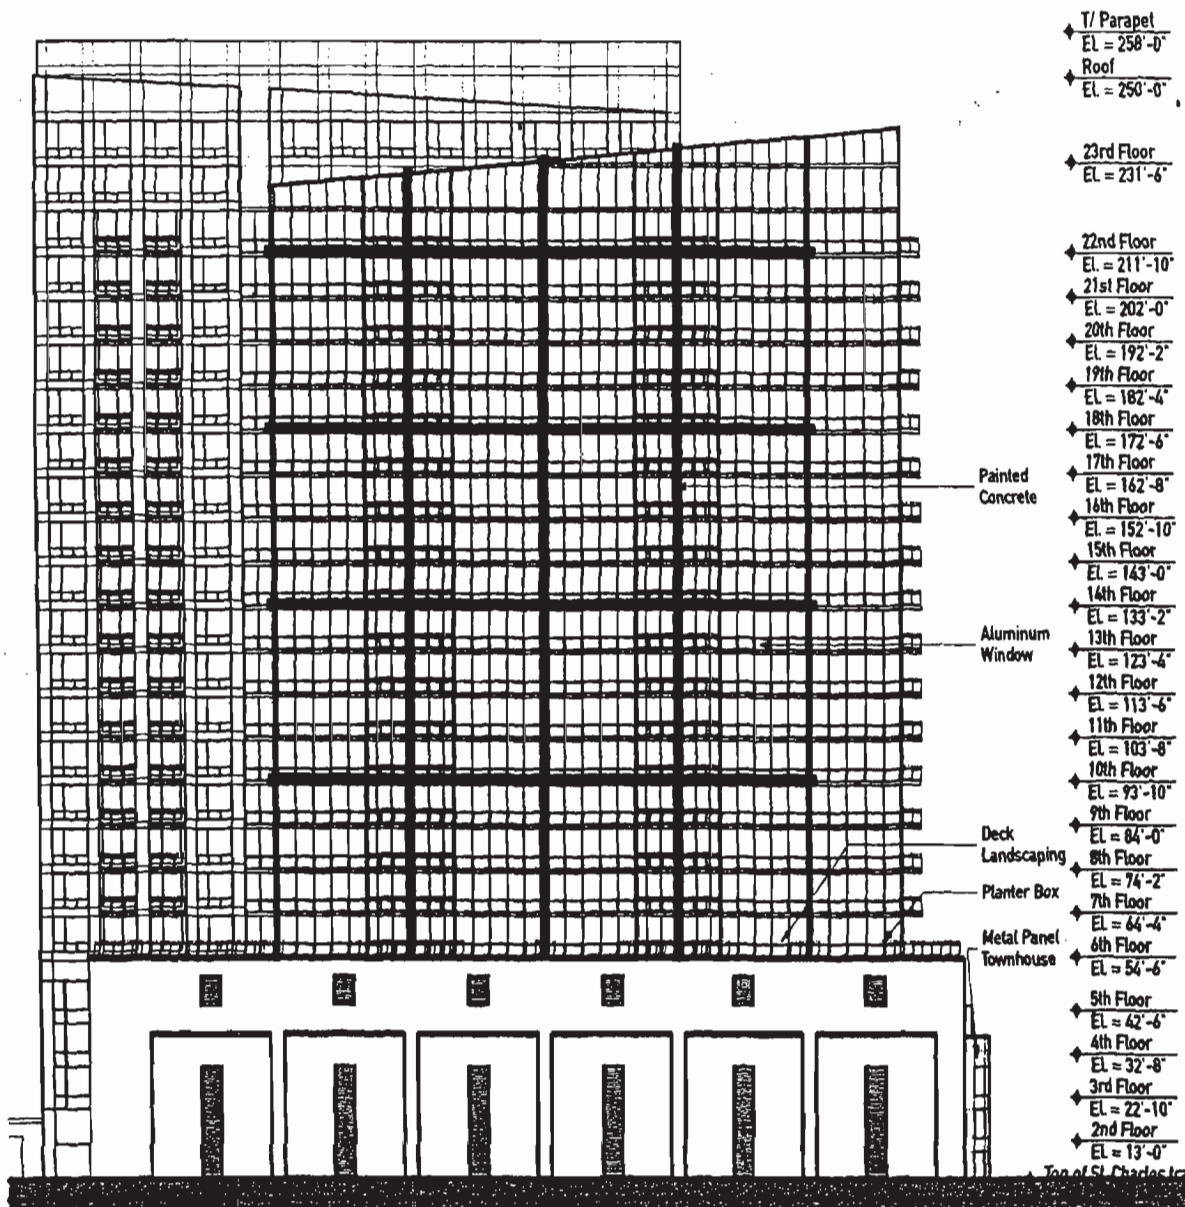 T/ Parapet
El = 258'-0"
Roof
El. = 250'-0"
23rd Floor
El = 231'-6"
22nd Floor
El. = 211'-10"
21st Floor
El. = 202'-0"
20th Floor
El. = 192'-2"
19th Floor
El = 182'-4"
18th Floor
El = 172'-6"
17th Floor
El = 162'-8"
16th Floor
El. = 152'-10"
15th Floor
El. = 143'-0"
14th Floor
El = 133'-2"
13th Floor
El = 123'-4"
12th Floor
El = 113'-6"
11th Floor
El = 103'-8"
10th Floor
El = 93'-10"
9th Floor
El = 84'-0"
8th Floor
El = 74'-2"
7th Floor
El = 64'-4"
6th Floor
El = 54'-6"
5th Floor
El = 42'-6"
4th Floor
El = 32'-8"
3rd Floor
El = 22'-10"
2nd Floor
El = 13'-0"
Top of St. Charles
Painted
Concrete
Aluminum
Window
Deck
Landscaping
Planter Box
Metal Panel
Townhouse